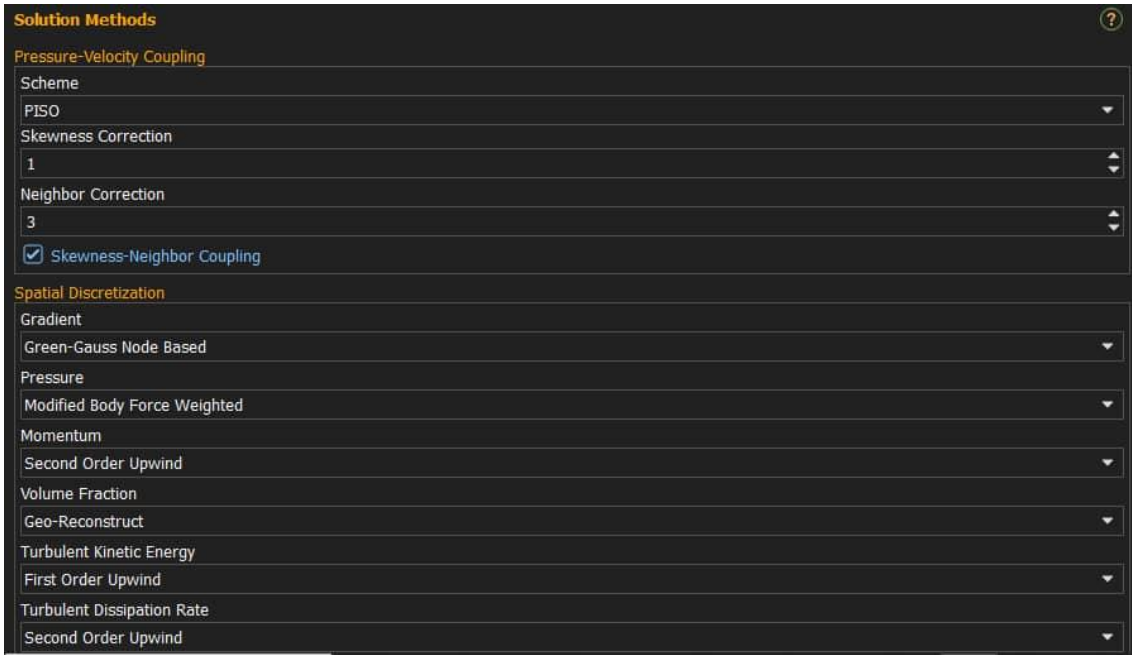 Solution Methods
?
Pressure-Velocity Coupling
Scheme
PISO
Skewness Correction
1
Neighbor Correction
3
Skewness-Neighbor Coupling
Spatial Discretization
Gradient
Green-Gauss Node Based
Pressure
Modified Body Force Weighted
Momentum
Second Order Upwind
Volume Fraction
Geo-Reconstruct
Turbulent Kinetic Energy
First Order Upwind
Turbulent Dissipation Rate
Second Order Upwind